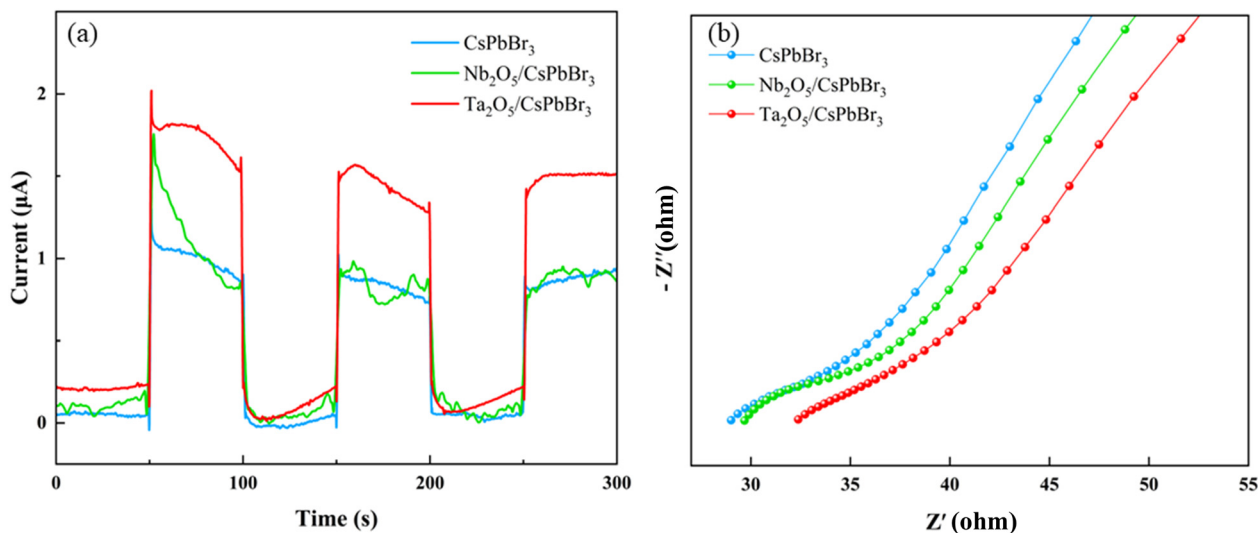 (a)
CsPbBr₃
Nb₂O₅/CsPbBr₃
Ta₂O₅/CsPbBr₃
2
1
0
Current (μA)
0
100
200
300
Time (s)
(b)
CsPbBr₃
Nb₂O₅/CsPbBr₃
Ta₂O₅/CsPbBr₃
- Z″(ohm)
30
35
40
45
50
55
Z′ (ohm)